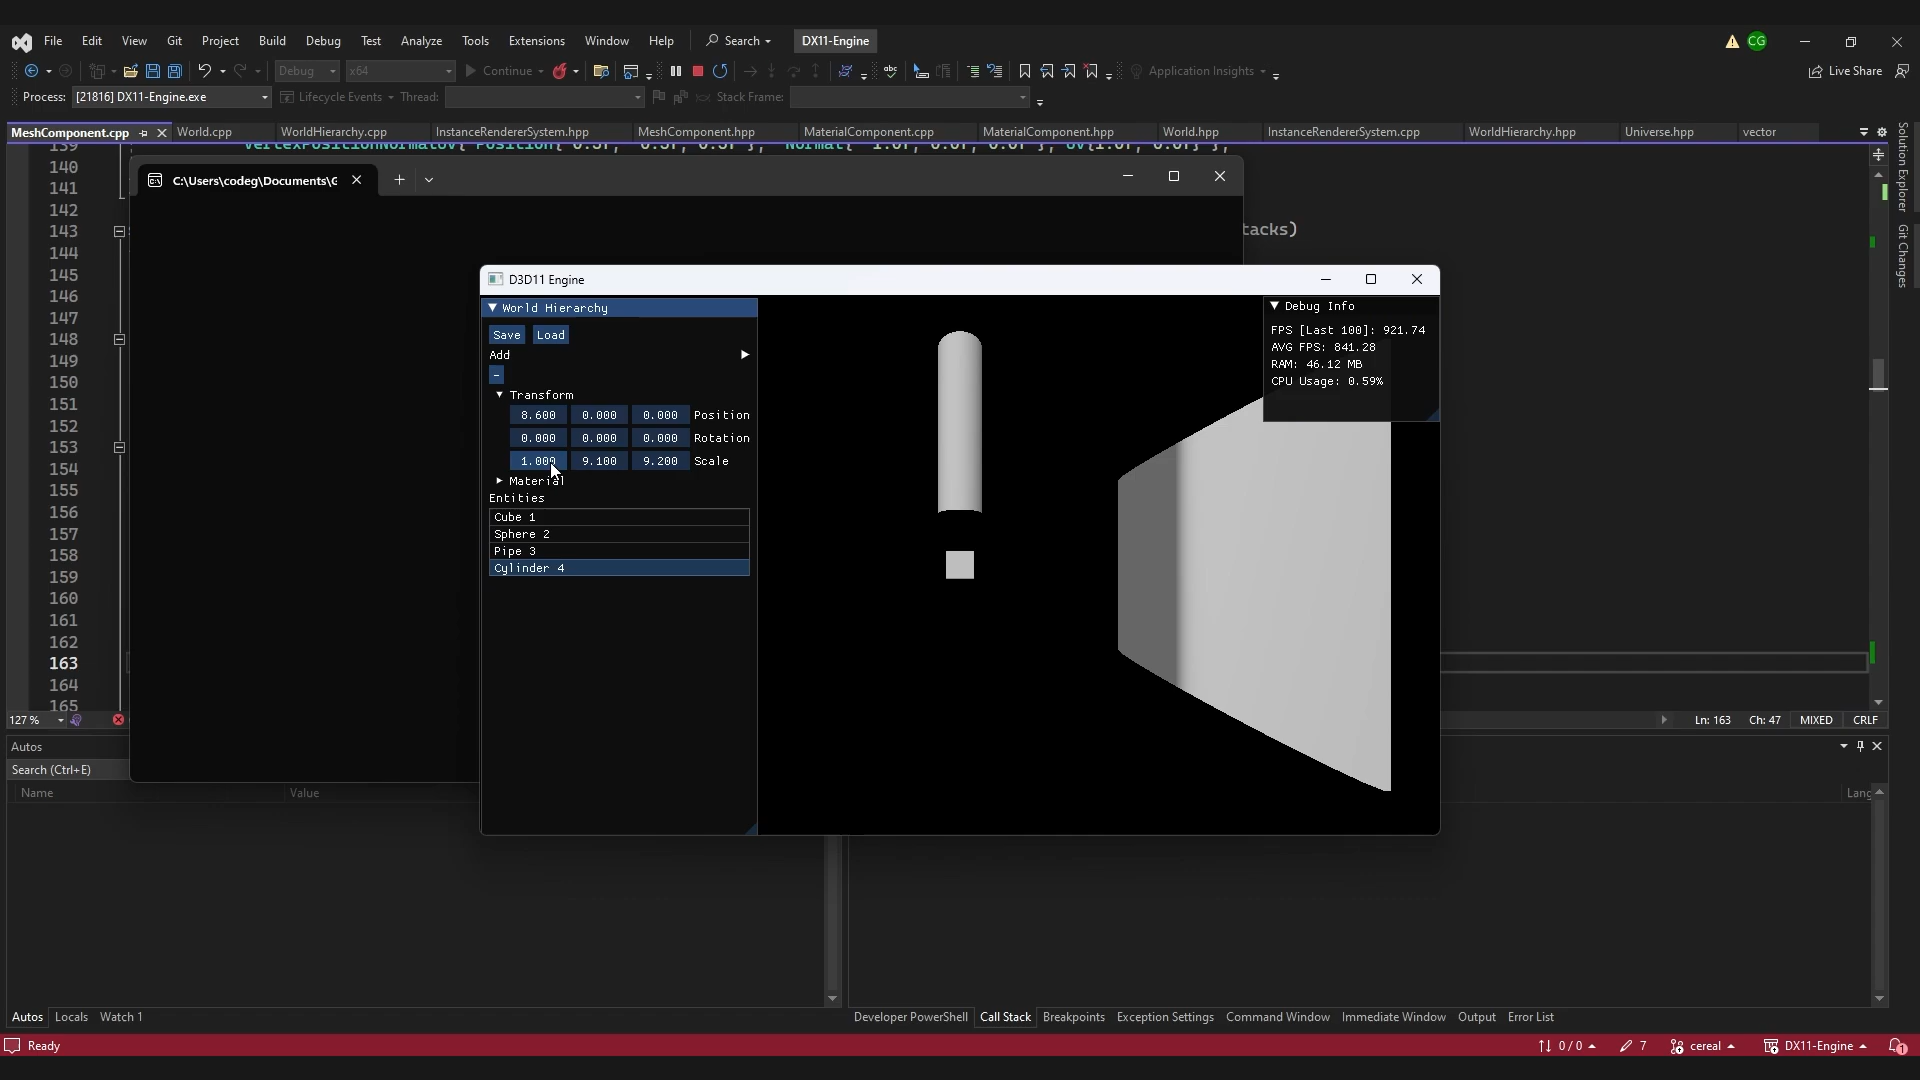 File Edit View Git Project Build Debug Test Analyze Tools Extensions Window Help Search DX11-Engine CG
Debug x64 Continue Application Insights Live Share
Process: [21816] DX11-Engine.exe Lifecycle Events Thread: Stack Frame:
MeshComponent.cpp World.cpp WorldHierarchy.cpp InstanceRendererSystem.hpp MeshComponent.hpp MaterialComponent.cpp MaterialComponent.hpp World.hpp InstanceRendererSystem.cpp WorldHierarchy.hpp Universe.hpp vector
Solution Explorer
Git Changes
139
140
141
142
143 tacks)
144
145
146
147
148
149
150
151
152
153
154
155
156
157
158
159
160
161
162
163
164
165
C:\Users\codeg\Documents\G
D3D11 Engine
World Hierarchy
Save Load
Add
-
Transform
8.600 0.000 0.000 Position
0.000 0.000 0.000 Rotation
1.000 9.100 9.200 Scale
Material
Entities
Cube 1
Sphere 2
Pipe 3
Cylinder 4
Debug Info
FPS [Last 100]: 921.74
AVG FPS: 841.28
RAM: 46.12 MB
CPU Usage: 0.59%
127 % Ln: 163 Ch: 47 MIXED CRLF
Autos
Search (Ctrl+E)
Name Value Lang
Autos Locals Watch 1
Developer PowerShell Call Stack Breakpoints Exception Settings Command Window Immediate Window Output Error List
Ready 0 / 0 7 cereal DX11-Engine 1